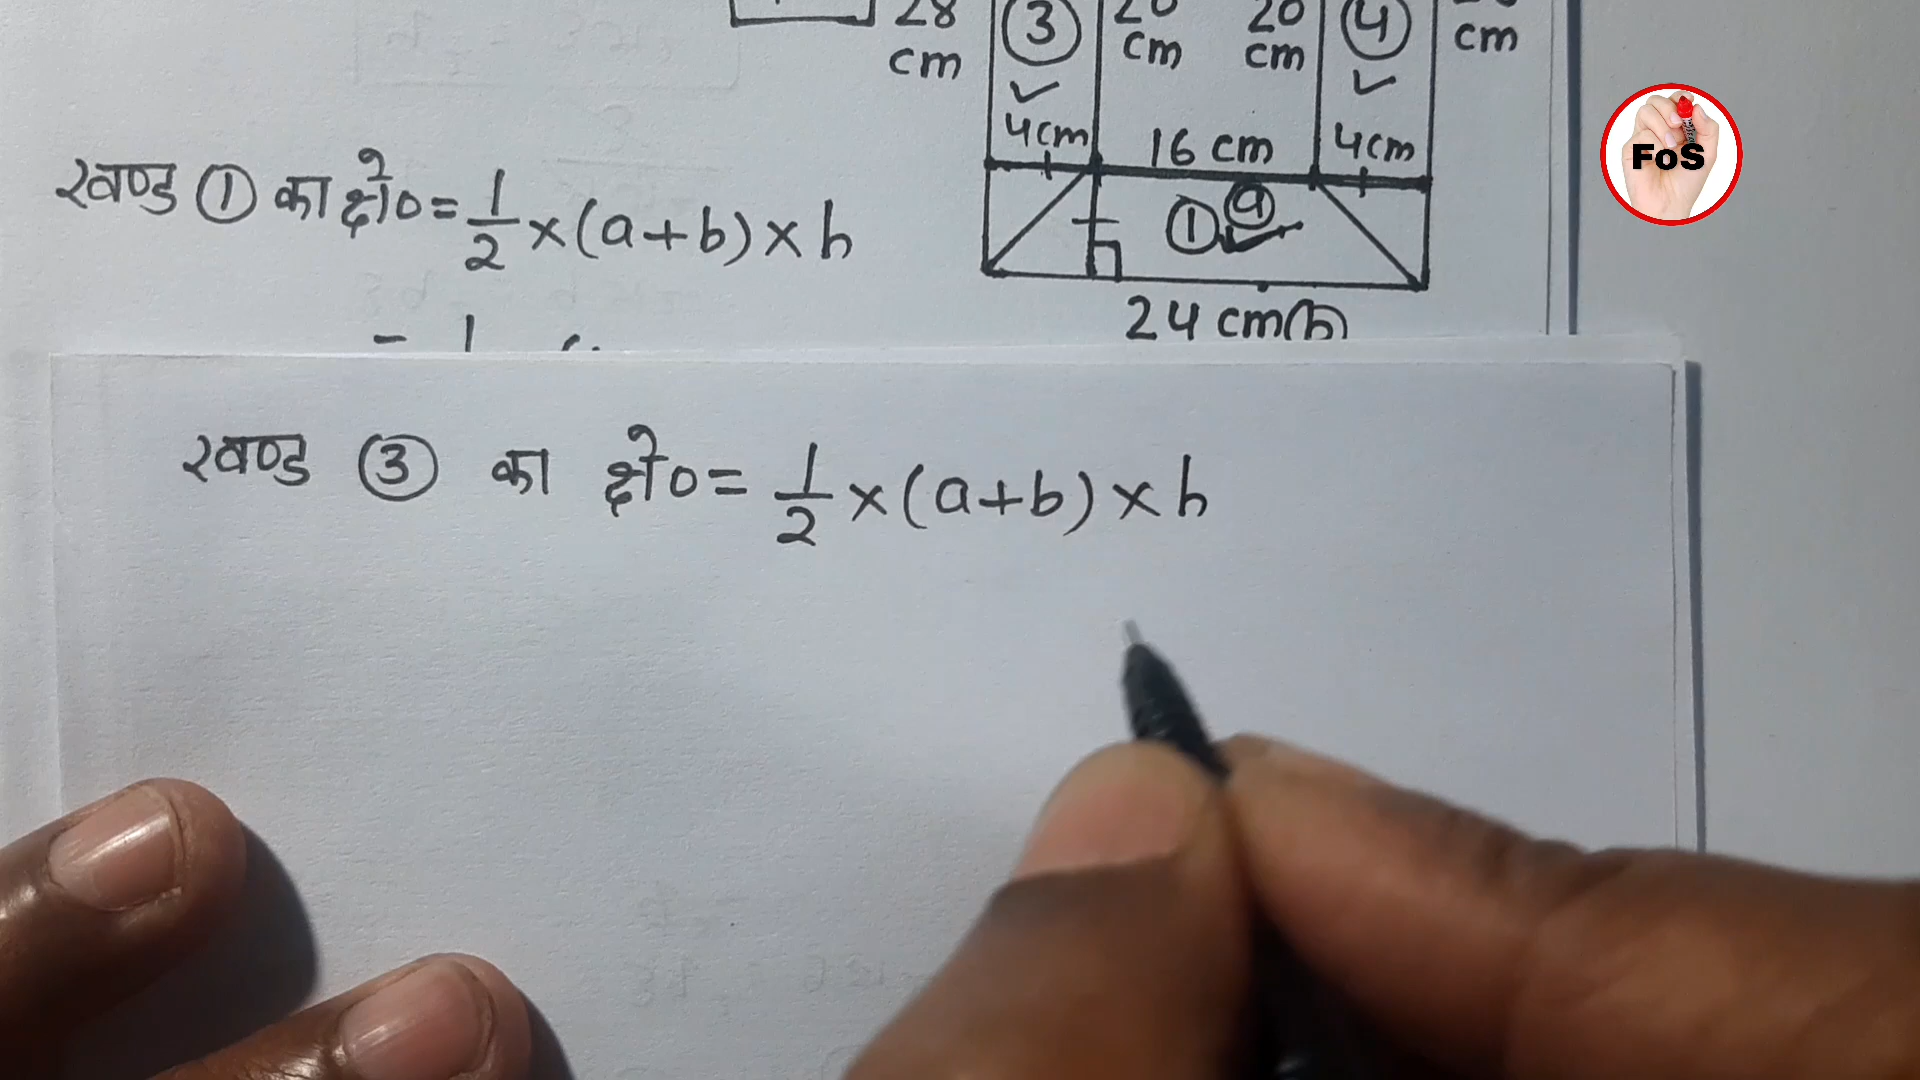 28 ③ 20 20 ④
cm cm cm cm
4cm 16 cm 4cm
FoS
खण्ड ① का क्षे०=1/2×(a+b)×h
① ⓐ
24 cm(b)
खण्ड ③ का क्षे०= 1/2×(a+b)×h